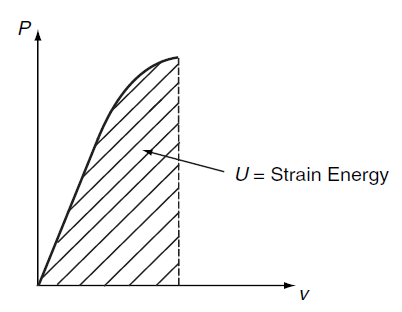 P
U = Strain Energy
v